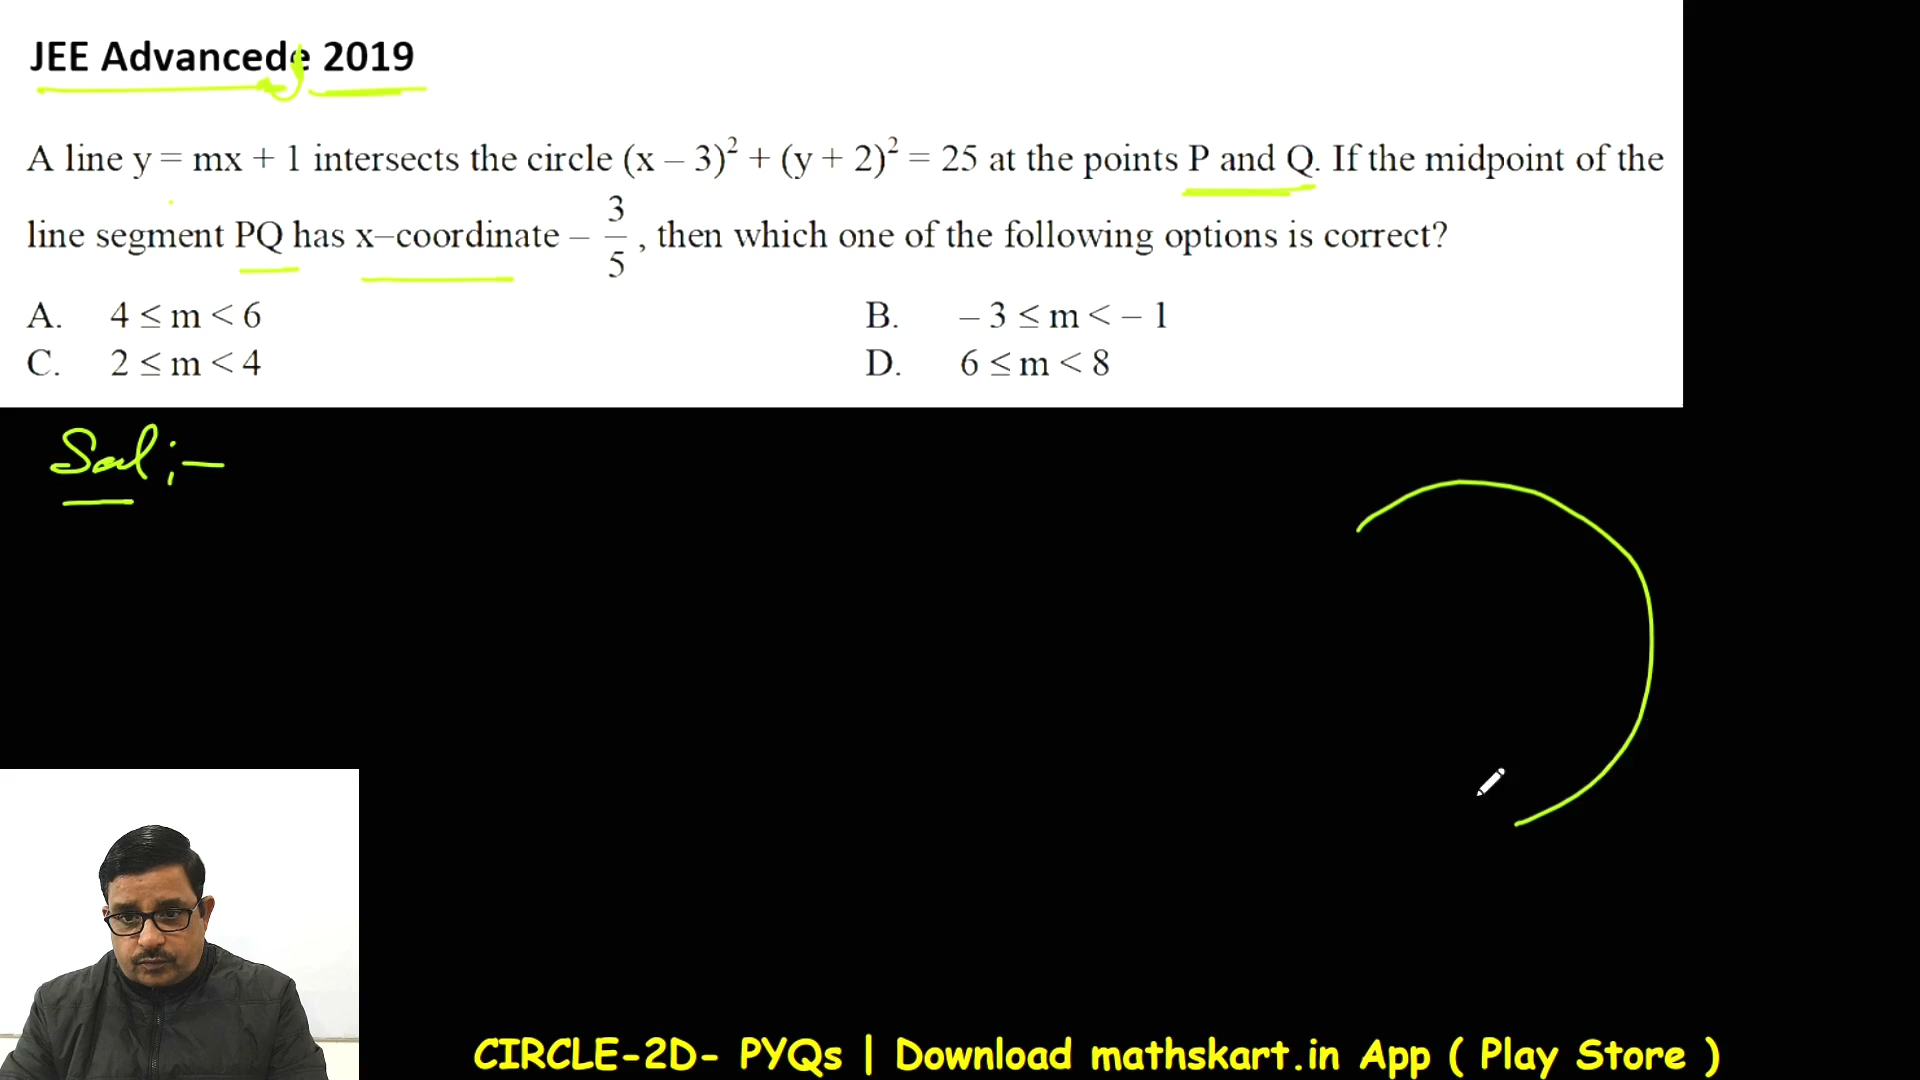 JEE Advancede 2019
A line y = mx + 1 intersects the circle (x – 3)² + (y + 2)² = 25 at the points P and Q. If the midpoint of the
line segment PQ has x–coordinate – 3/5, then which one of the following options is correct?
A. 4 ≤ m < 6 B. – 3 ≤ m < – 1
C. 2 ≤ m < 4 D. 6 ≤ m < 8
Sol :–
CIRCLE-2D- PYQs | Download mathskart.in App ( Play Store )